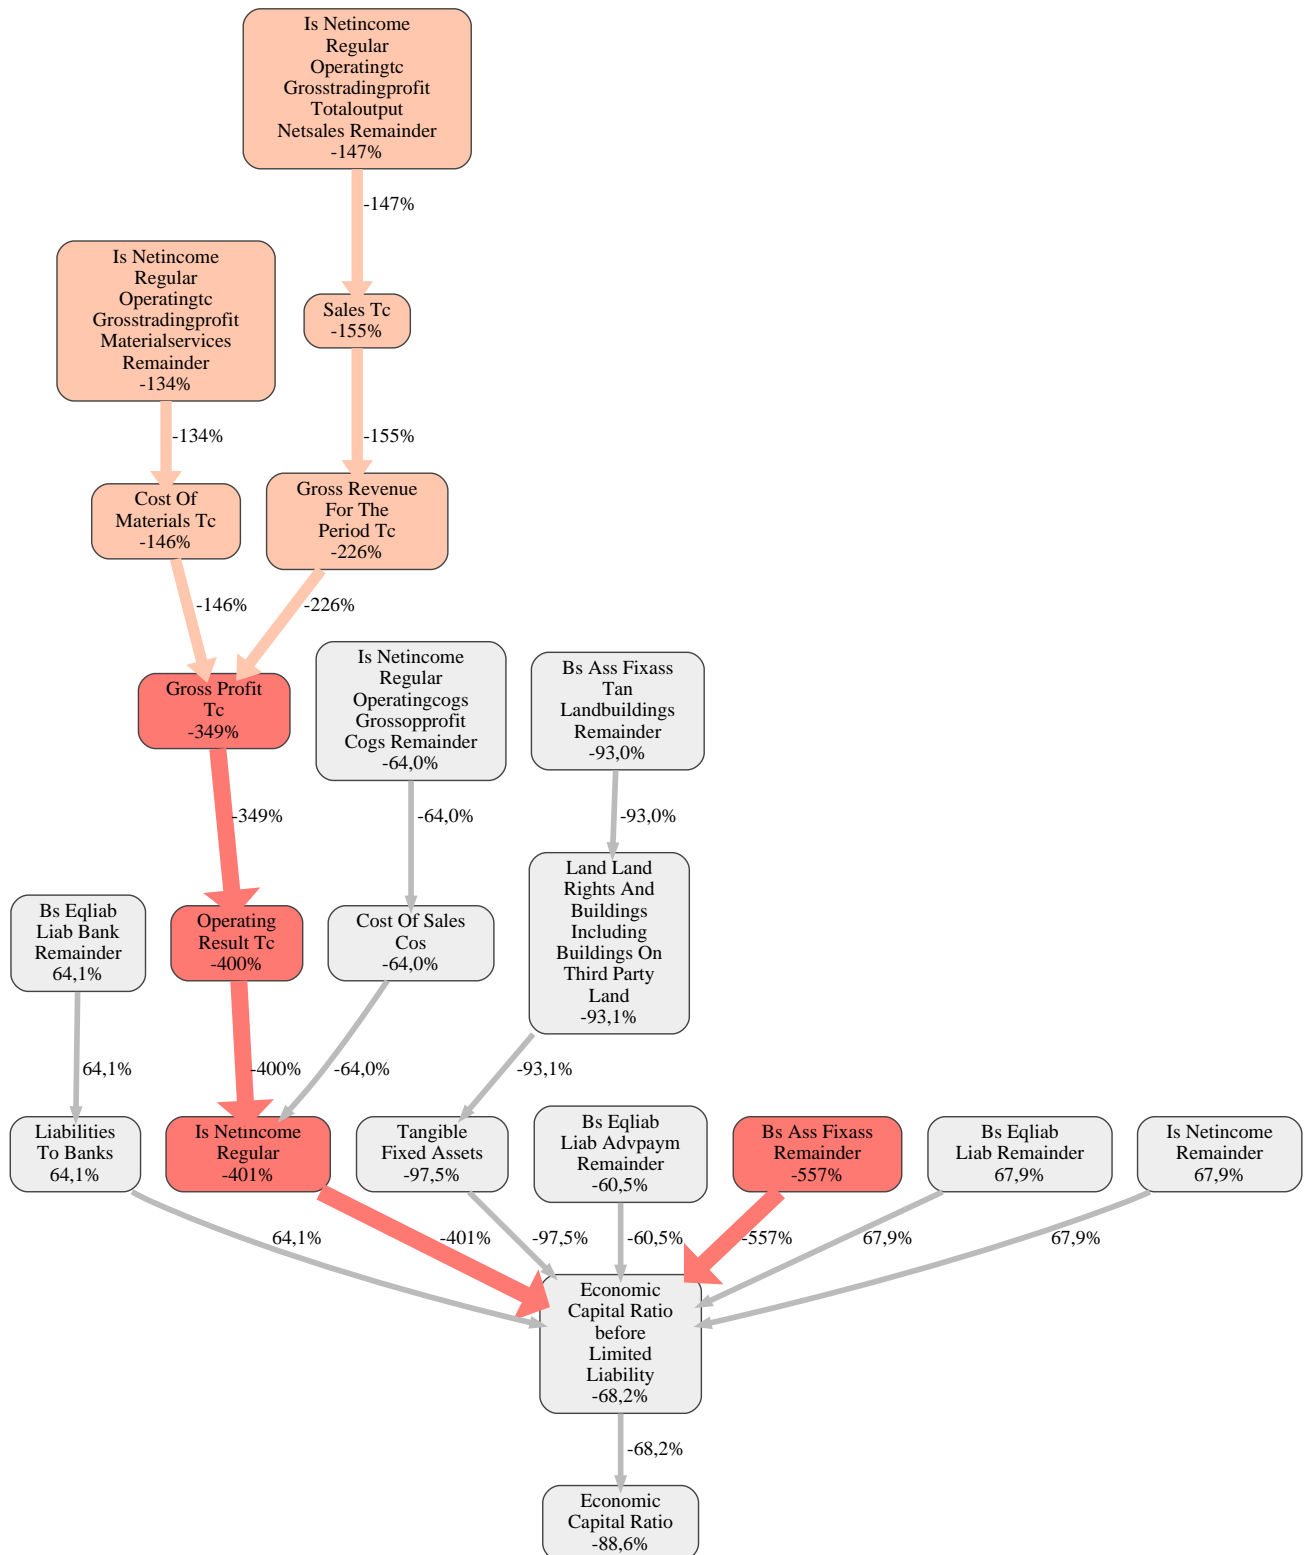 Is Netincome
Regular
Operatingtc
Grosstradingprofit
Totaloutput
Netsales Remainder
-147%
-147%
Is Netincome
Regular
Operatingtc
Grosstradingprofit
Materialservices
Remainder
-134%
Sales Tc
-155%
-134%
-155%
Cost Of
Materials Tc
-146%
Gross Revenue
For The
Period Tc
-226%
-146%
-226%
Gross Profit
Tc
-349%
Is Netincome
Regular
Operatingcogs
Grossopprofit
Cogs Remainder
-64,0%
Bs Ass Fixass
Tan
Landbuildings
Remainder
-93,0%
-349%
-64,0%
-93,0%
Bs Eqliab
Liab Bank
Remainder
64,1%
Operating
Result Tc
-400%
Cost Of Sales
Cos
-64,0%
Land Land
Rights And
Buildings
Including
Buildings On
Third Party
Land
-93,1%
64,1%
-400%
-64,0%
-93,1%
Liabilities
To Banks
64,1%
Is Netincome
Regular
-401%
Tangible
Fixed Assets
-97,5%
Bs Eqliab
Liab Advpaym
Remainder
-60,5%
Bs Ass Fixass
Remainder
-557%
Bs Eqliab
Liab Remainder
67,9%
Is Netincome
Remainder
67,9%
64,1%
-401%
-97,5%
-60,5%
-557%
67,9%
67,9%
Economic
Capital Ratio
before
Limited
Liability
-68,2%
-68,2%
Economic
Capital Ratio
-88,6%